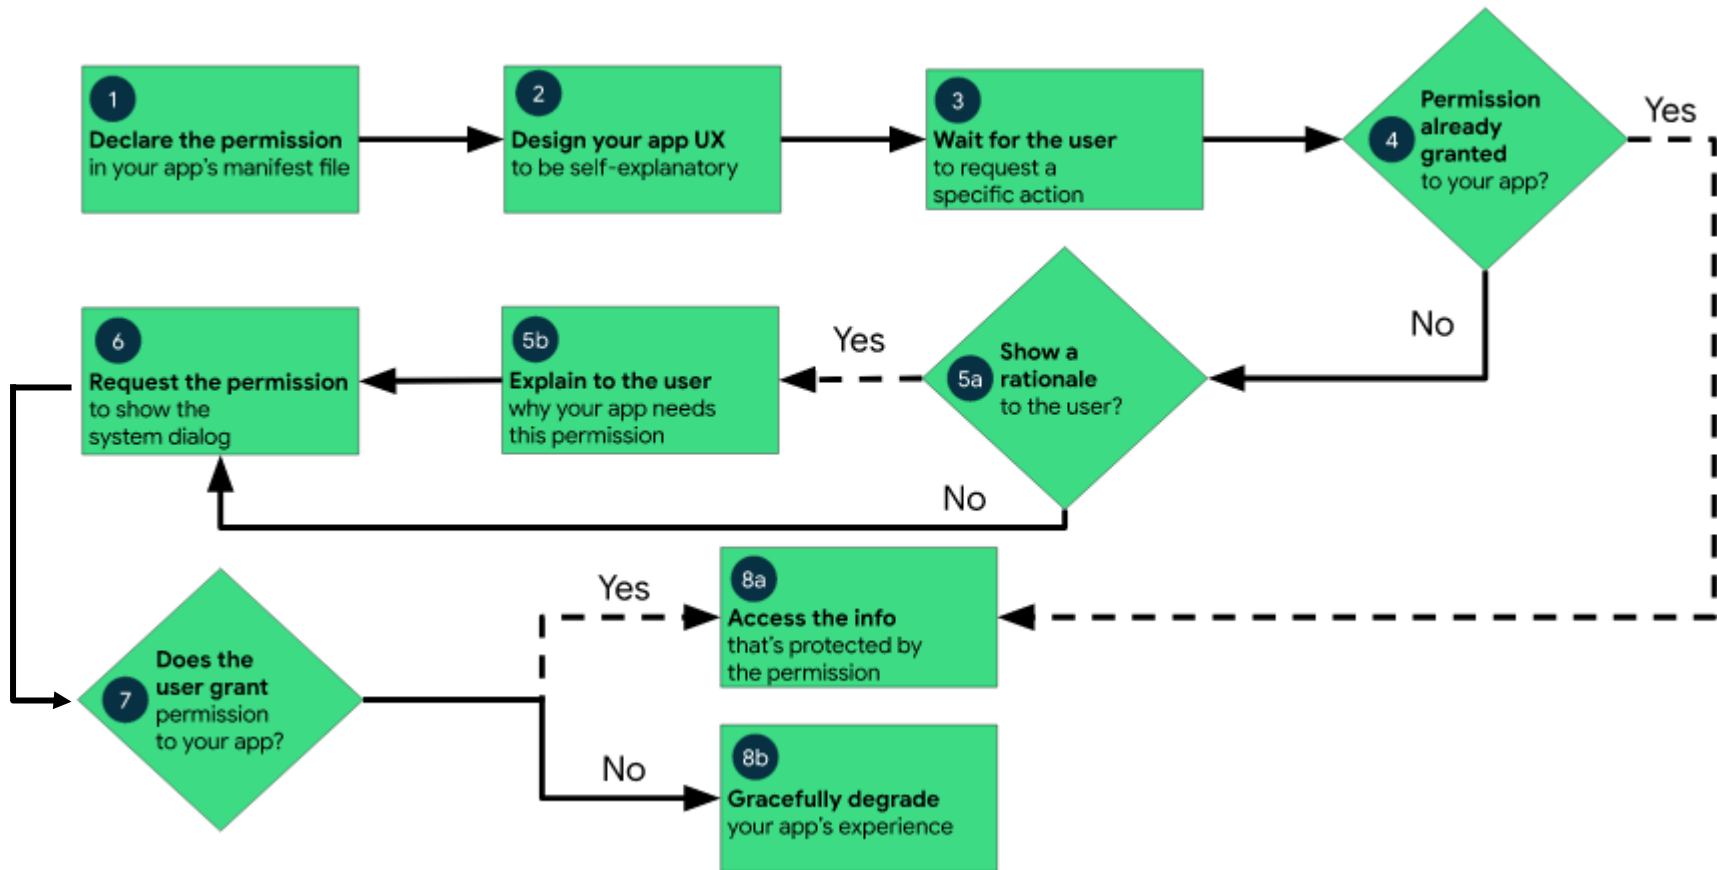 1
Declare the permission
in your app's manifest file
2
Design your app UX
to be self-explanatory
3
Wait for the user
to request a
specific action
4
Permission
already
granted
to your app?
Yes
No
5a
Show a
rationale
to the user?
Yes
No
5b
Explain to the user
why your app needs
this permission
6
Request the permission
to show the
system dialog
7
Does the
user grant
permission
to your app?
Yes
No
8a
Access the info
that's protected by
the permission
8b
Gracefully degrade
your app's experience